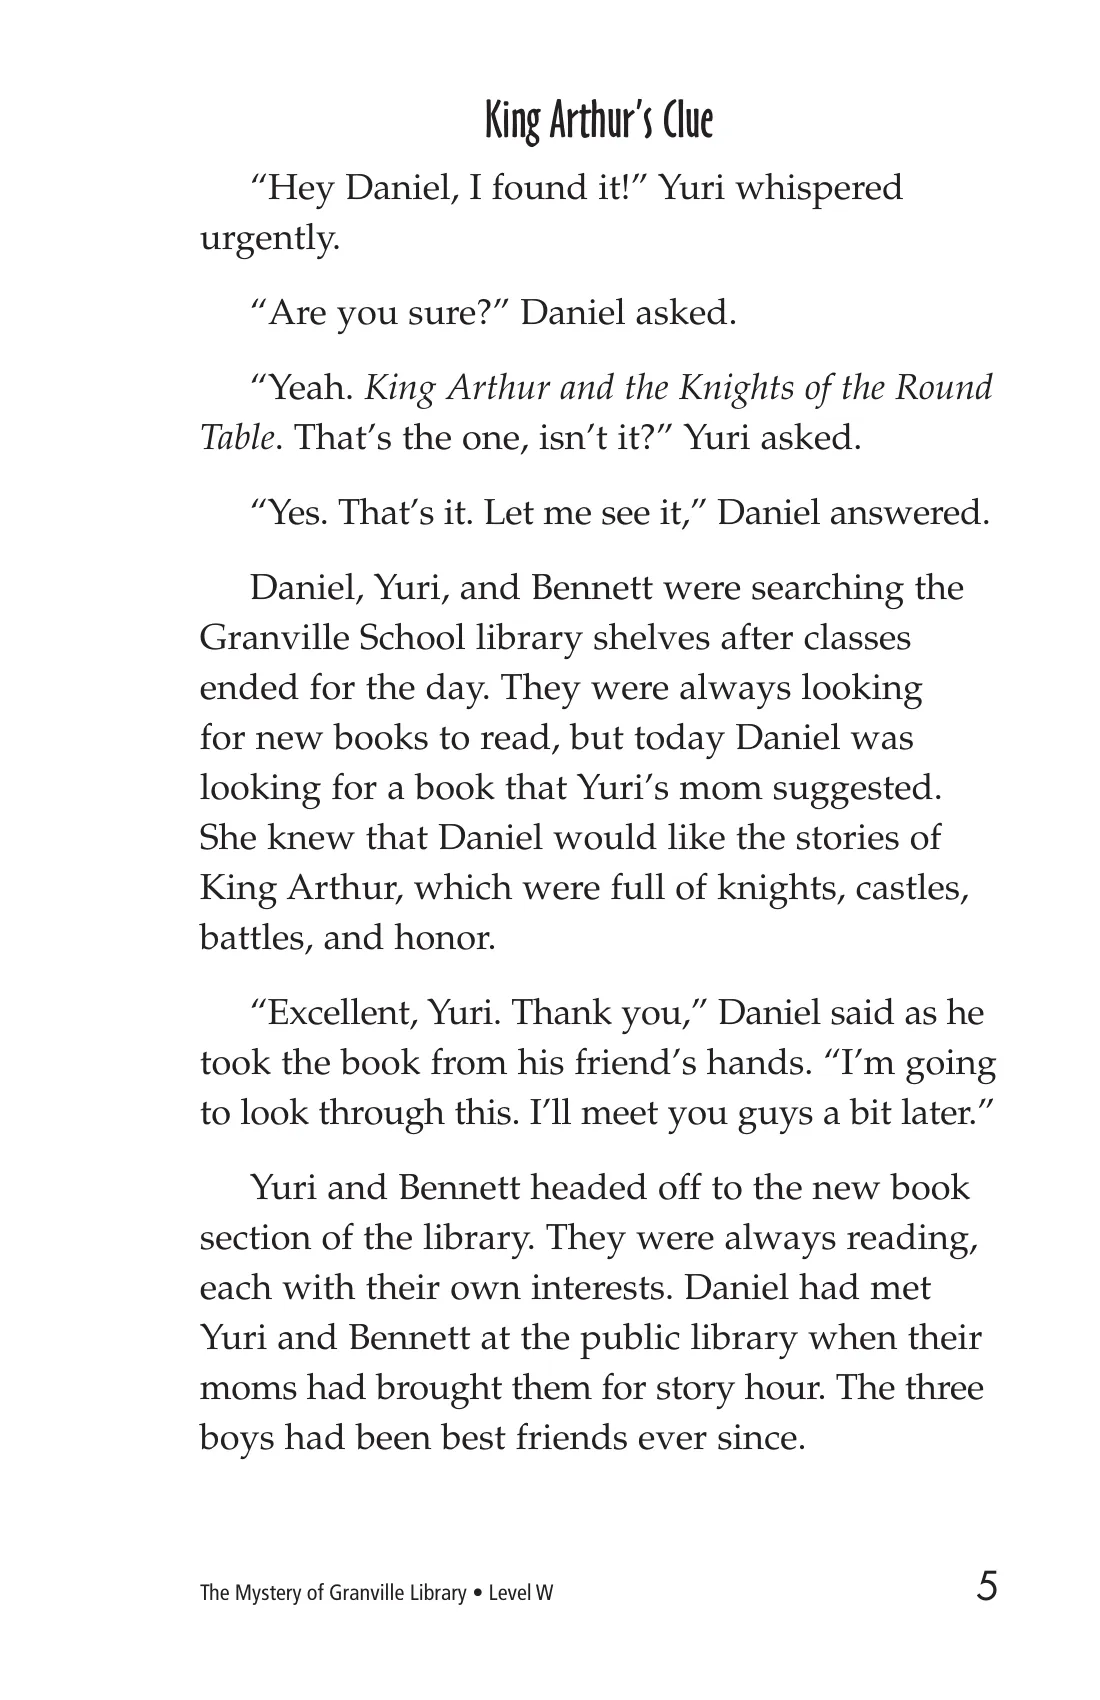 King Arthur’s Clue
“Hey Daniel, I found it!” Yuri whispered
urgently.
“Are you sure?” Daniel asked.
“Yeah. King Arthur and the Knights of the Round
Table. That’s the one, isn’t it?” Yuri asked.
“Yes. That’s it. Let me see it,” Daniel answered.
Daniel, Yuri, and Bennett were searching the
Granville School library shelves after classes
ended for the day. They were always looking
for new books to read, but today Daniel was
looking for a book that Yuri’s mom suggested.
She knew that Daniel would like the stories of
King Arthur, which were full of knights, castles,
battles, and honor.
“Excellent, Yuri. Thank you,” Daniel said as he
took the book from his friend’s hands. “I’m going
to look through this. I’ll meet you guys a bit later.”
Yuri and Bennett headed off to the new book
section of the library. They were always reading,
each with their own interests. Daniel had met
Yuri and Bennett at the public library when their
moms had brought them for story hour. The three
boys had been best friends ever since.
The Mystery of Granville Library • Level W
5